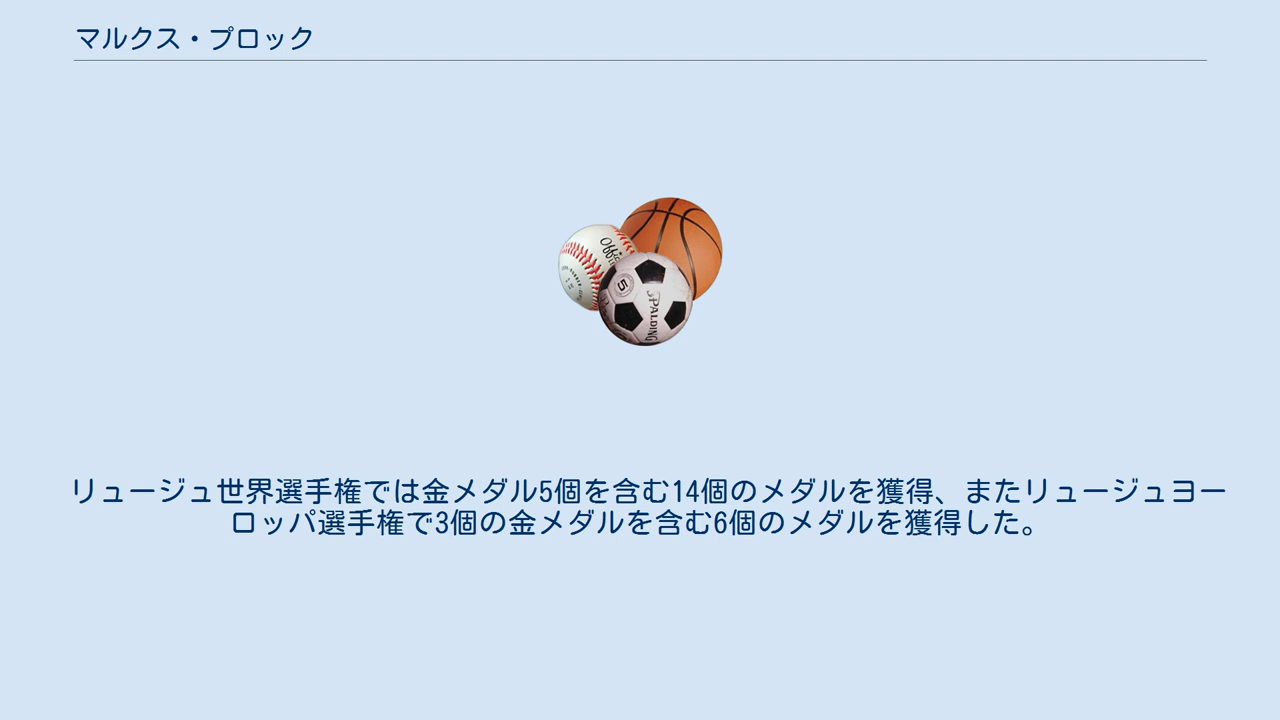 マルクス・プロック
Offic
5
SPALDING
リュージュ世界選手権では金メダル5個を含む14個のメダルを獲得、またリュージュヨー
ロッパ選手権で3個の金メダルを含む6個のメダルを獲得した。